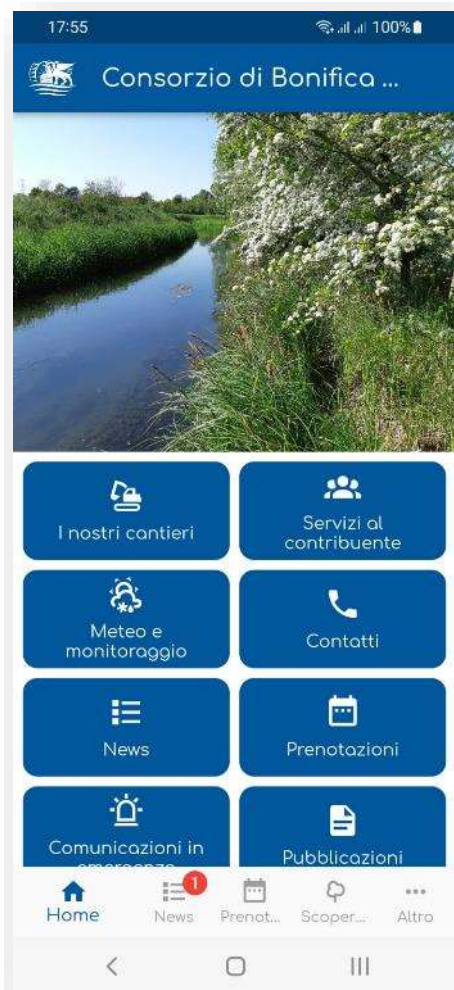 17:55
100%
Consorzio di Bonifica ...
I nostri cantieri
Servizi al
contribuente
Meteo e
monitoraggio
Contatti
News
Prenotazioni
Comunicazioni in
emergenza
Pubblicazioni
1
Home
News
Prenot...
Scoper...
Altro